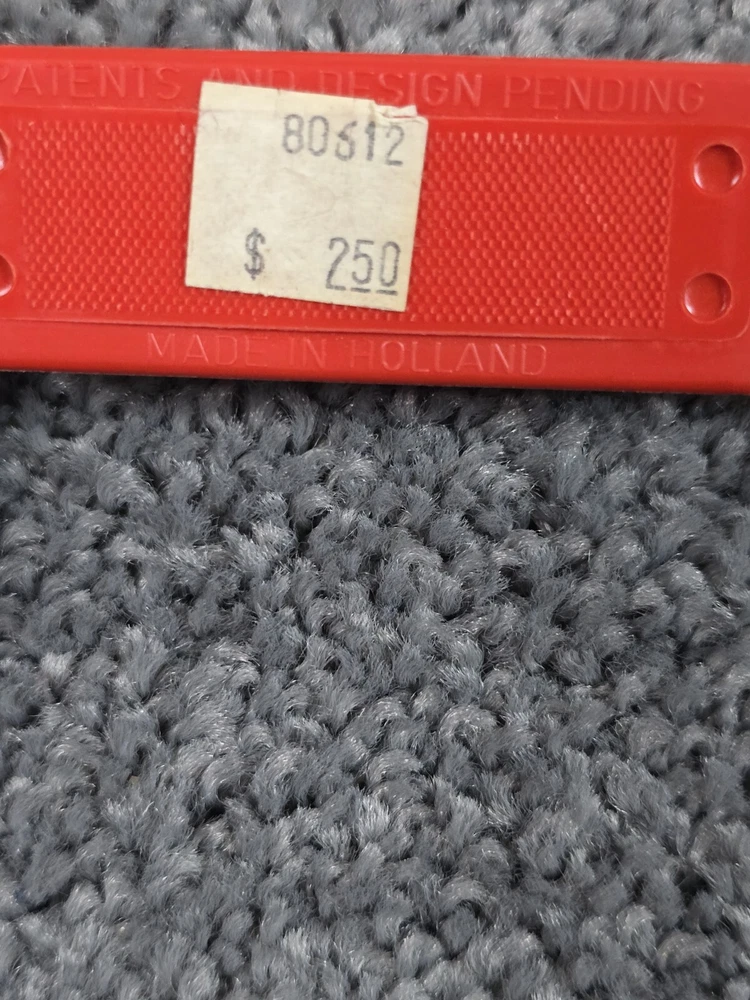 PATENTS AND DESIGN PENDING
80612
$ 250
MADE IN HOLLAND